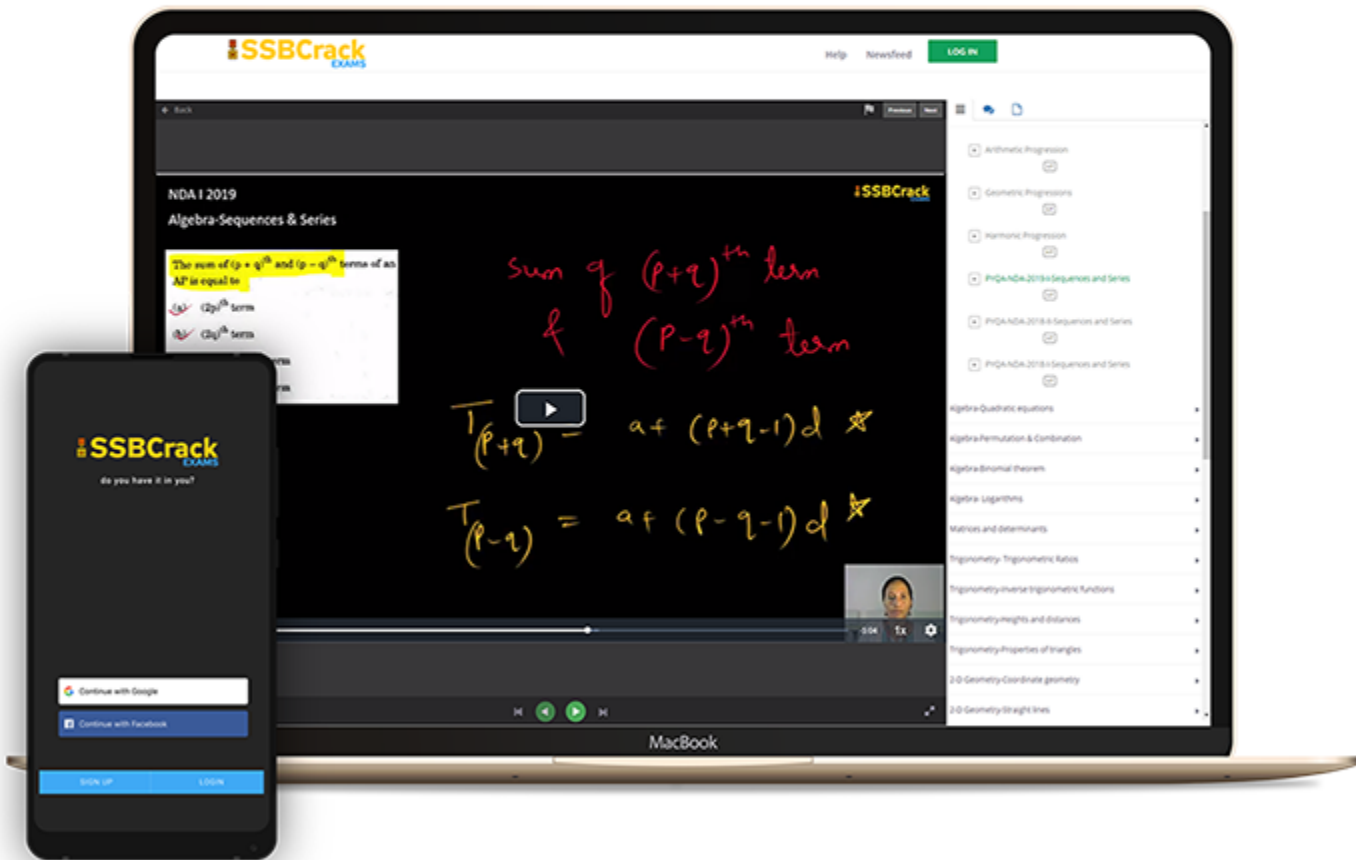 SSBCrack
EXAMS
Help Newsfeed LOG IN
Back
Previous Next
NDA I 2019
Algebra-Sequences & Series
SSBCrack
The sum of (p + q)th and (p − q)th terms of an
AP is equal to
(a) (2p)th term
(b) (2q)th term
erm
rm
sum of (p+q)th term
& (p-q)th term
T(p+q) = a+ (p+q-1)d
T(p-q) = a+ (p-q-1)d
1x
Arithmetic Progression
Geometric Progressions
Harmonic Progression
PYQA-NDA-2019-I-Sequences and Series
PYQA-NDA-2018-II-Sequences and Series
PYQA-NDA-2018-I-Sequences and Series
Algebra-Quadratic equations
Algebra-Permutation & Combination
Algebra-Binomial theorem
Algebra- Logarithms
Matrices and determinants
Trigonometry- Trigonometric Ratios
Trigonometry-Inverse trigonometric functions
Trigonometry-Heights and distances
Trigonometry-Properties of triangles
2-D Geometry-Coordinate geometry
2-D Geometry-Straight lines
MacBook
SSBCrack
EXAMS
do you have it in you?
Continue with Google
Continue with Facebook
SIGN UP LOGIN